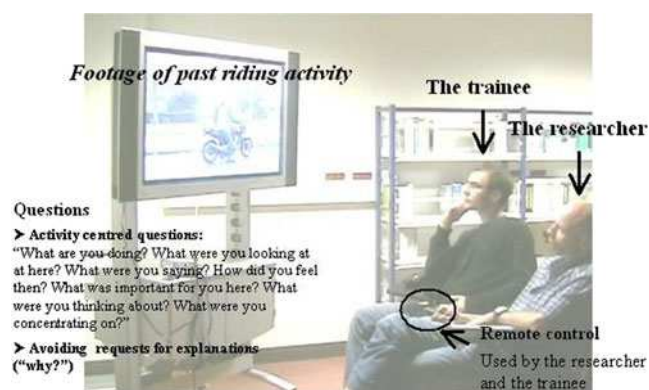 Footage of past riding activity
The trainee
The researcher
Questions
➤ Activity centred questions:
“What are you doing? What were you looking at
at here? What were you saying? How did you feel
then? What was important for you here? What
were you thinking about? What were you
concentrating on?”
➤ Avoiding requests for explanations
(“why?”)
Remote control
Used by the researcher
and the trainee